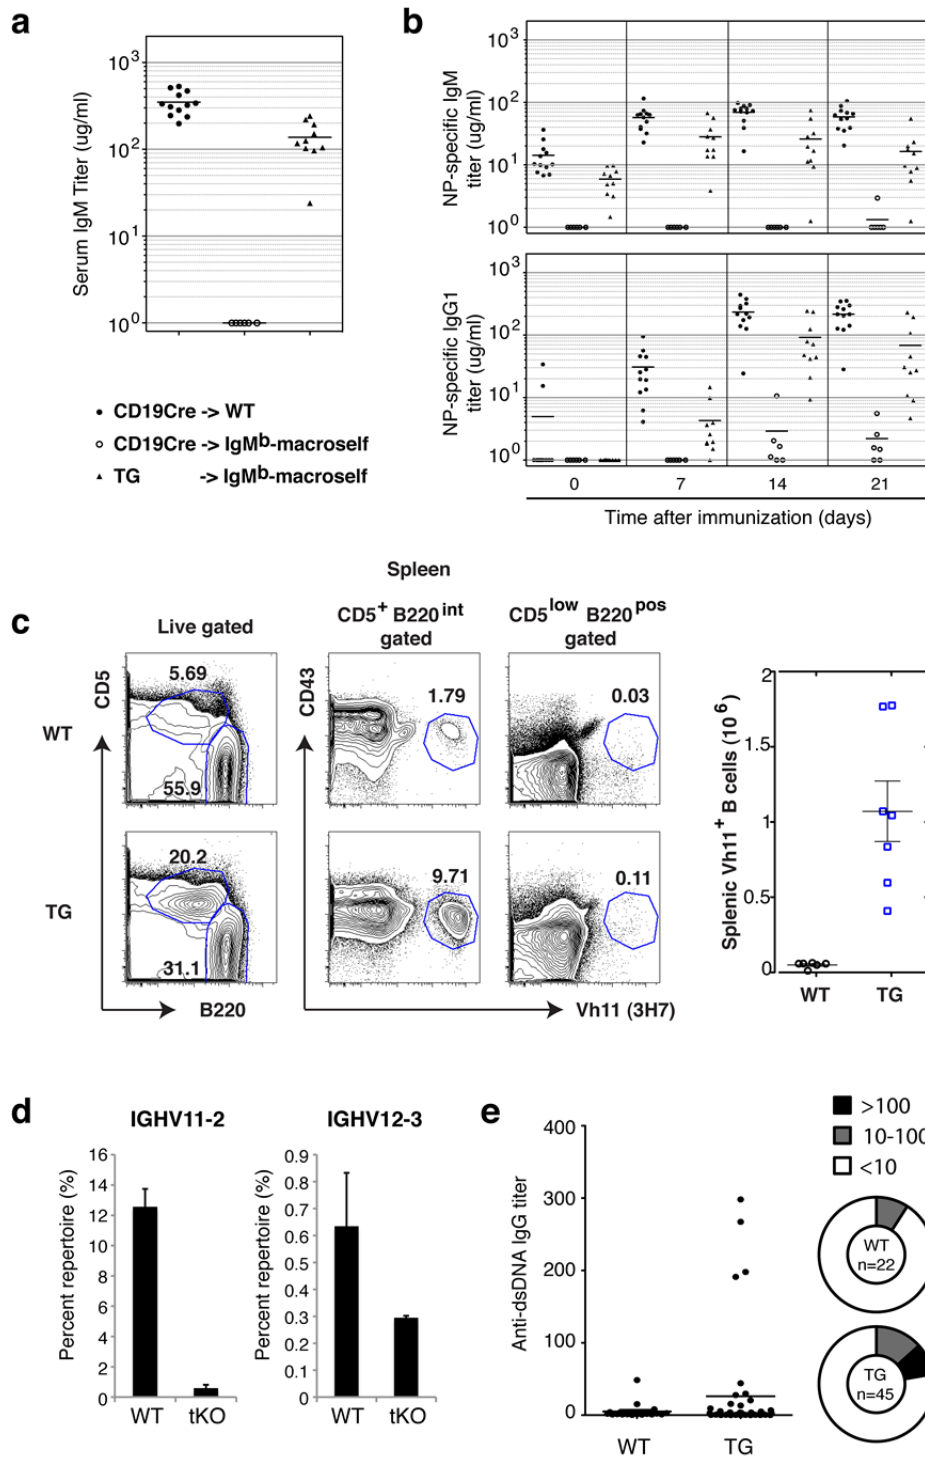 a
Serum IgM Titer (ug/ml)
10³
10²
10¹
10⁰
CD19Cre -> WT
CD19Cre -> IgMᵇ-macroself
TG -> IgMᵇ-macroself
b
NP-specific IgM
titer (ug/ml)
10³
10²
10¹
10⁰
NP-specific IgG1
titer (ug/ml)
10³
10²
10¹
10⁰
0 7 14 21
Time after immunization (days)
c
Spleen
Live gated
CD5⁺ B220ⁱⁿᵗ
gated
CD5ˡᵒʷ B220ᵖᵒˢ
gated
WT
CD5
5.69
55.9
CD43
1.79
0.03
TG
20.2
31.1
9.71
0.11
B220
Vh11 (3H7)
Splenic Vh11⁺ B cells (10⁶)
2
1.5
1
0.5
0
WT TG
d
IGHV11-2
Percent repertoire (%)
16
14
12
10
8
6
4
2
0
WT tKO
IGHV12-3
Percent repertoire (%)
0.9
0.8
0.7
0.6
0.5
0.4
0.3
0.2
0.1
0
WT tKO
e
Anti-dsDNA IgG titer
400
300
200
100
0
WT TG
>100
10-100
<10
WT
n=22
TG
n=45